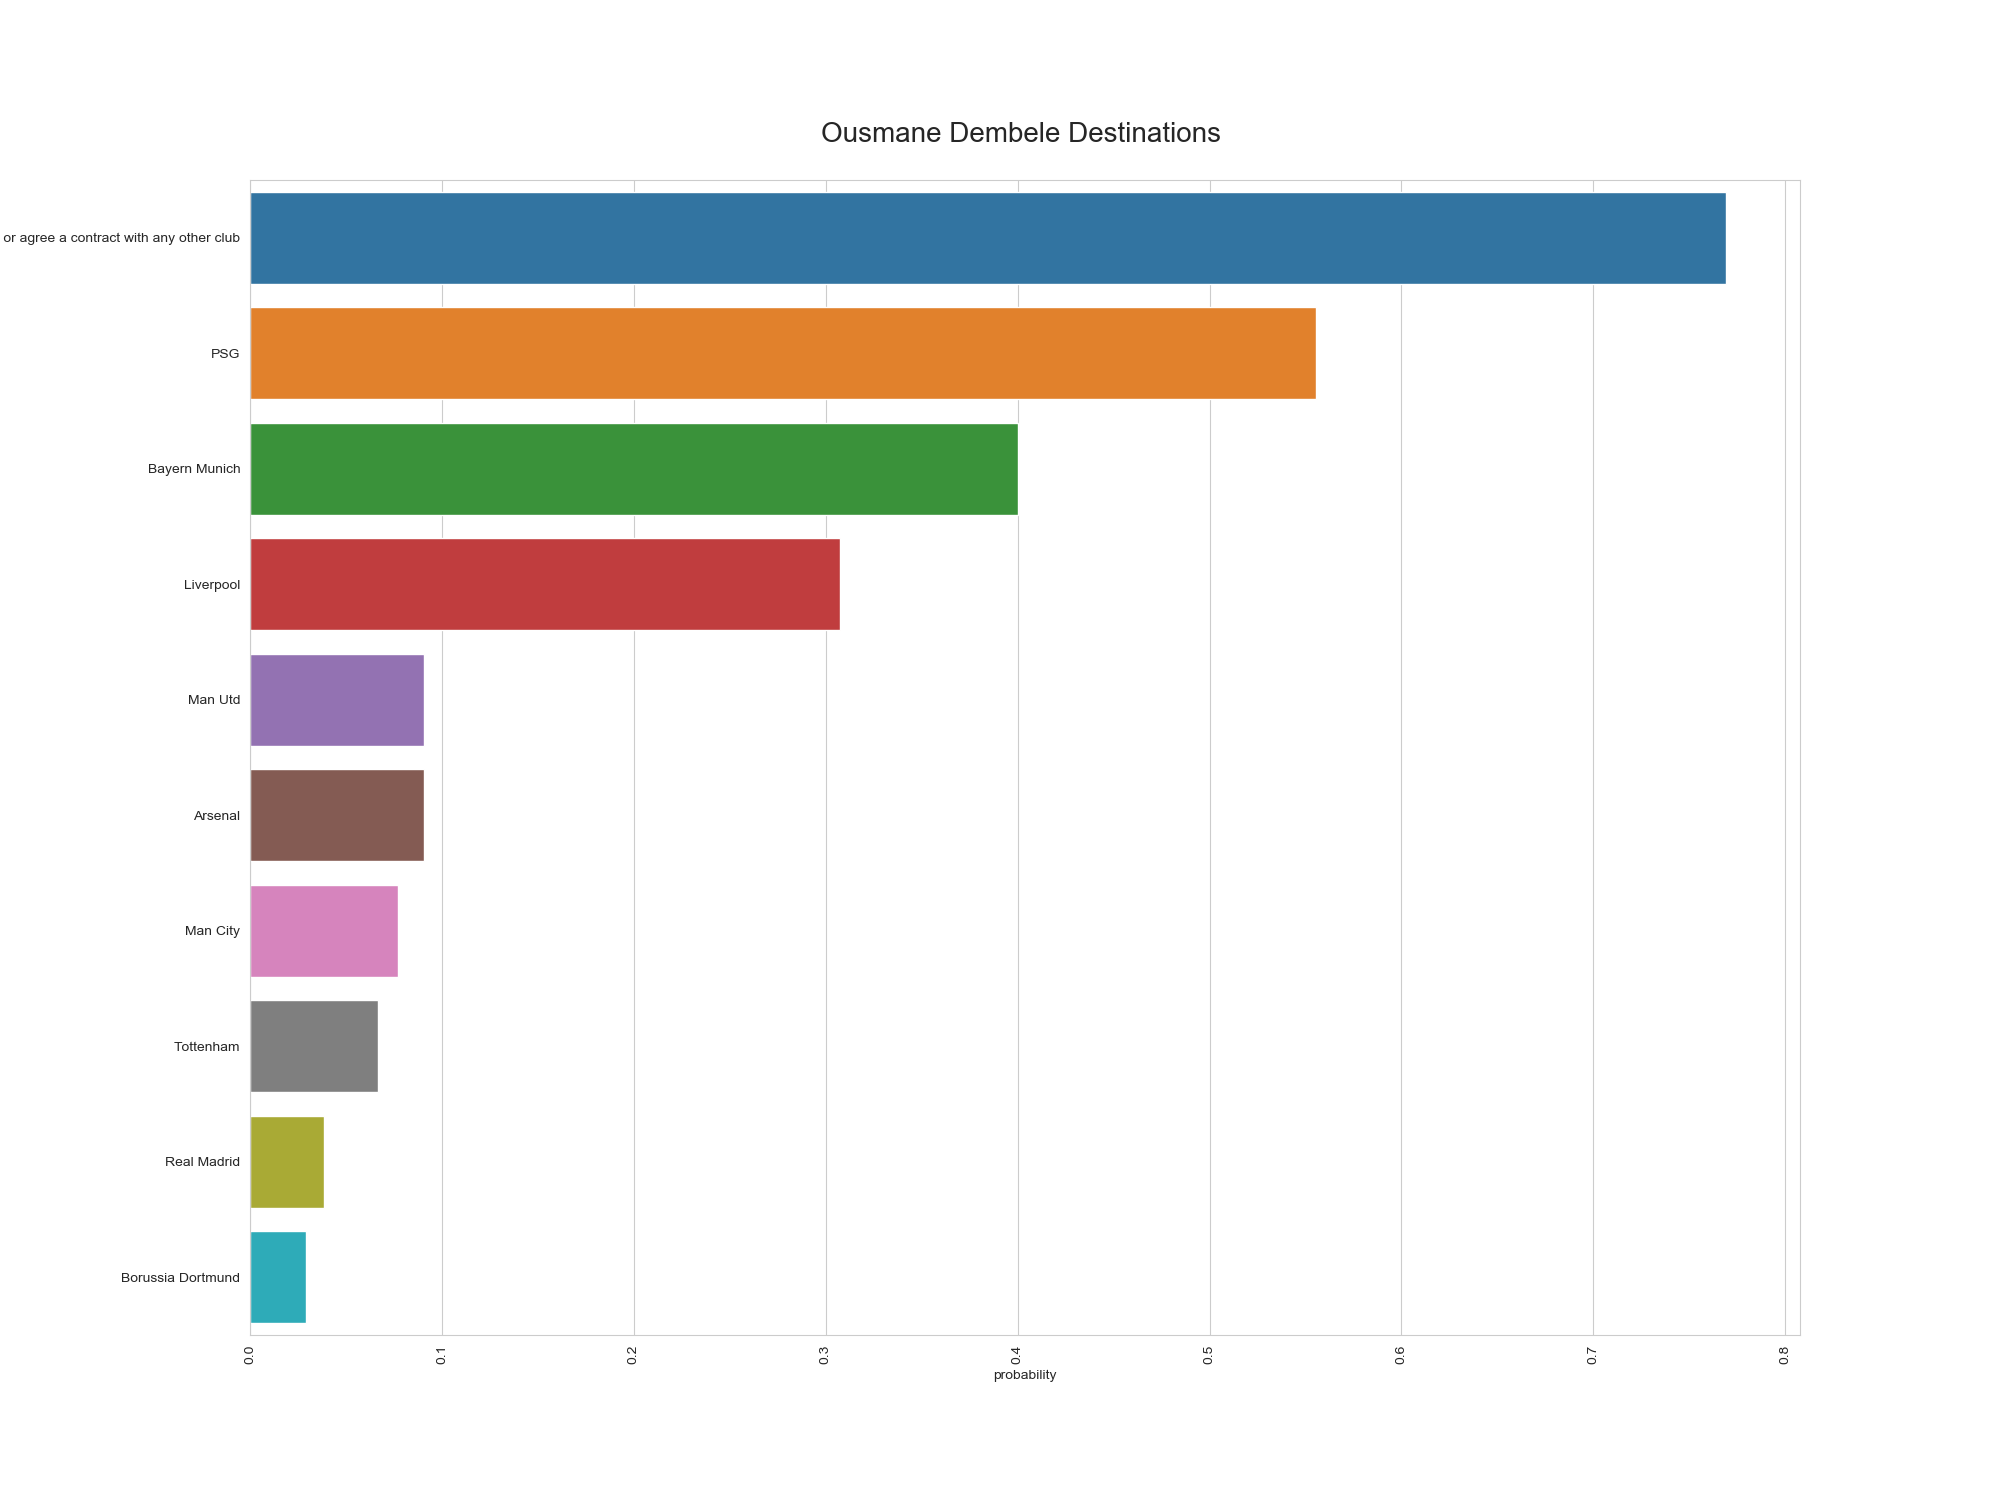 Ousmane Dembele Destinations
or agree a contract with any other club
PSG
Bayern Munich
Liverpool
Man Utd
Arsenal
Man City
Tottenham
Real Madrid
Borussia Dortmund
0.0
0.1
0.2
0.3
0.4
0.5
0.6
0.7
0.8
probability